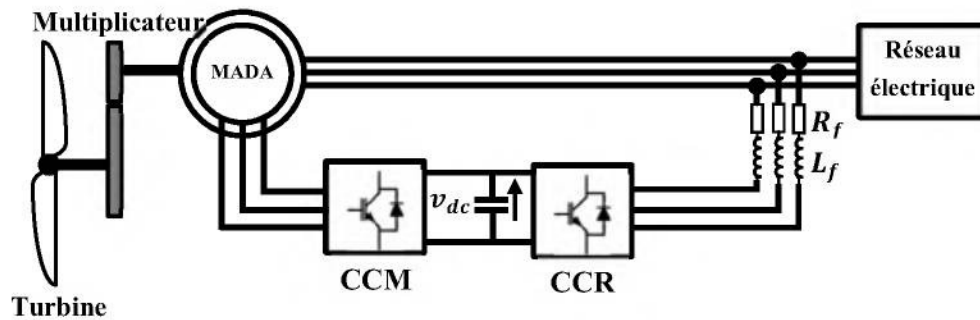 Multiplicateur
MADA
Réseau
électrique
R_f
L_f
v_dc
CCM
CCR
Turbine